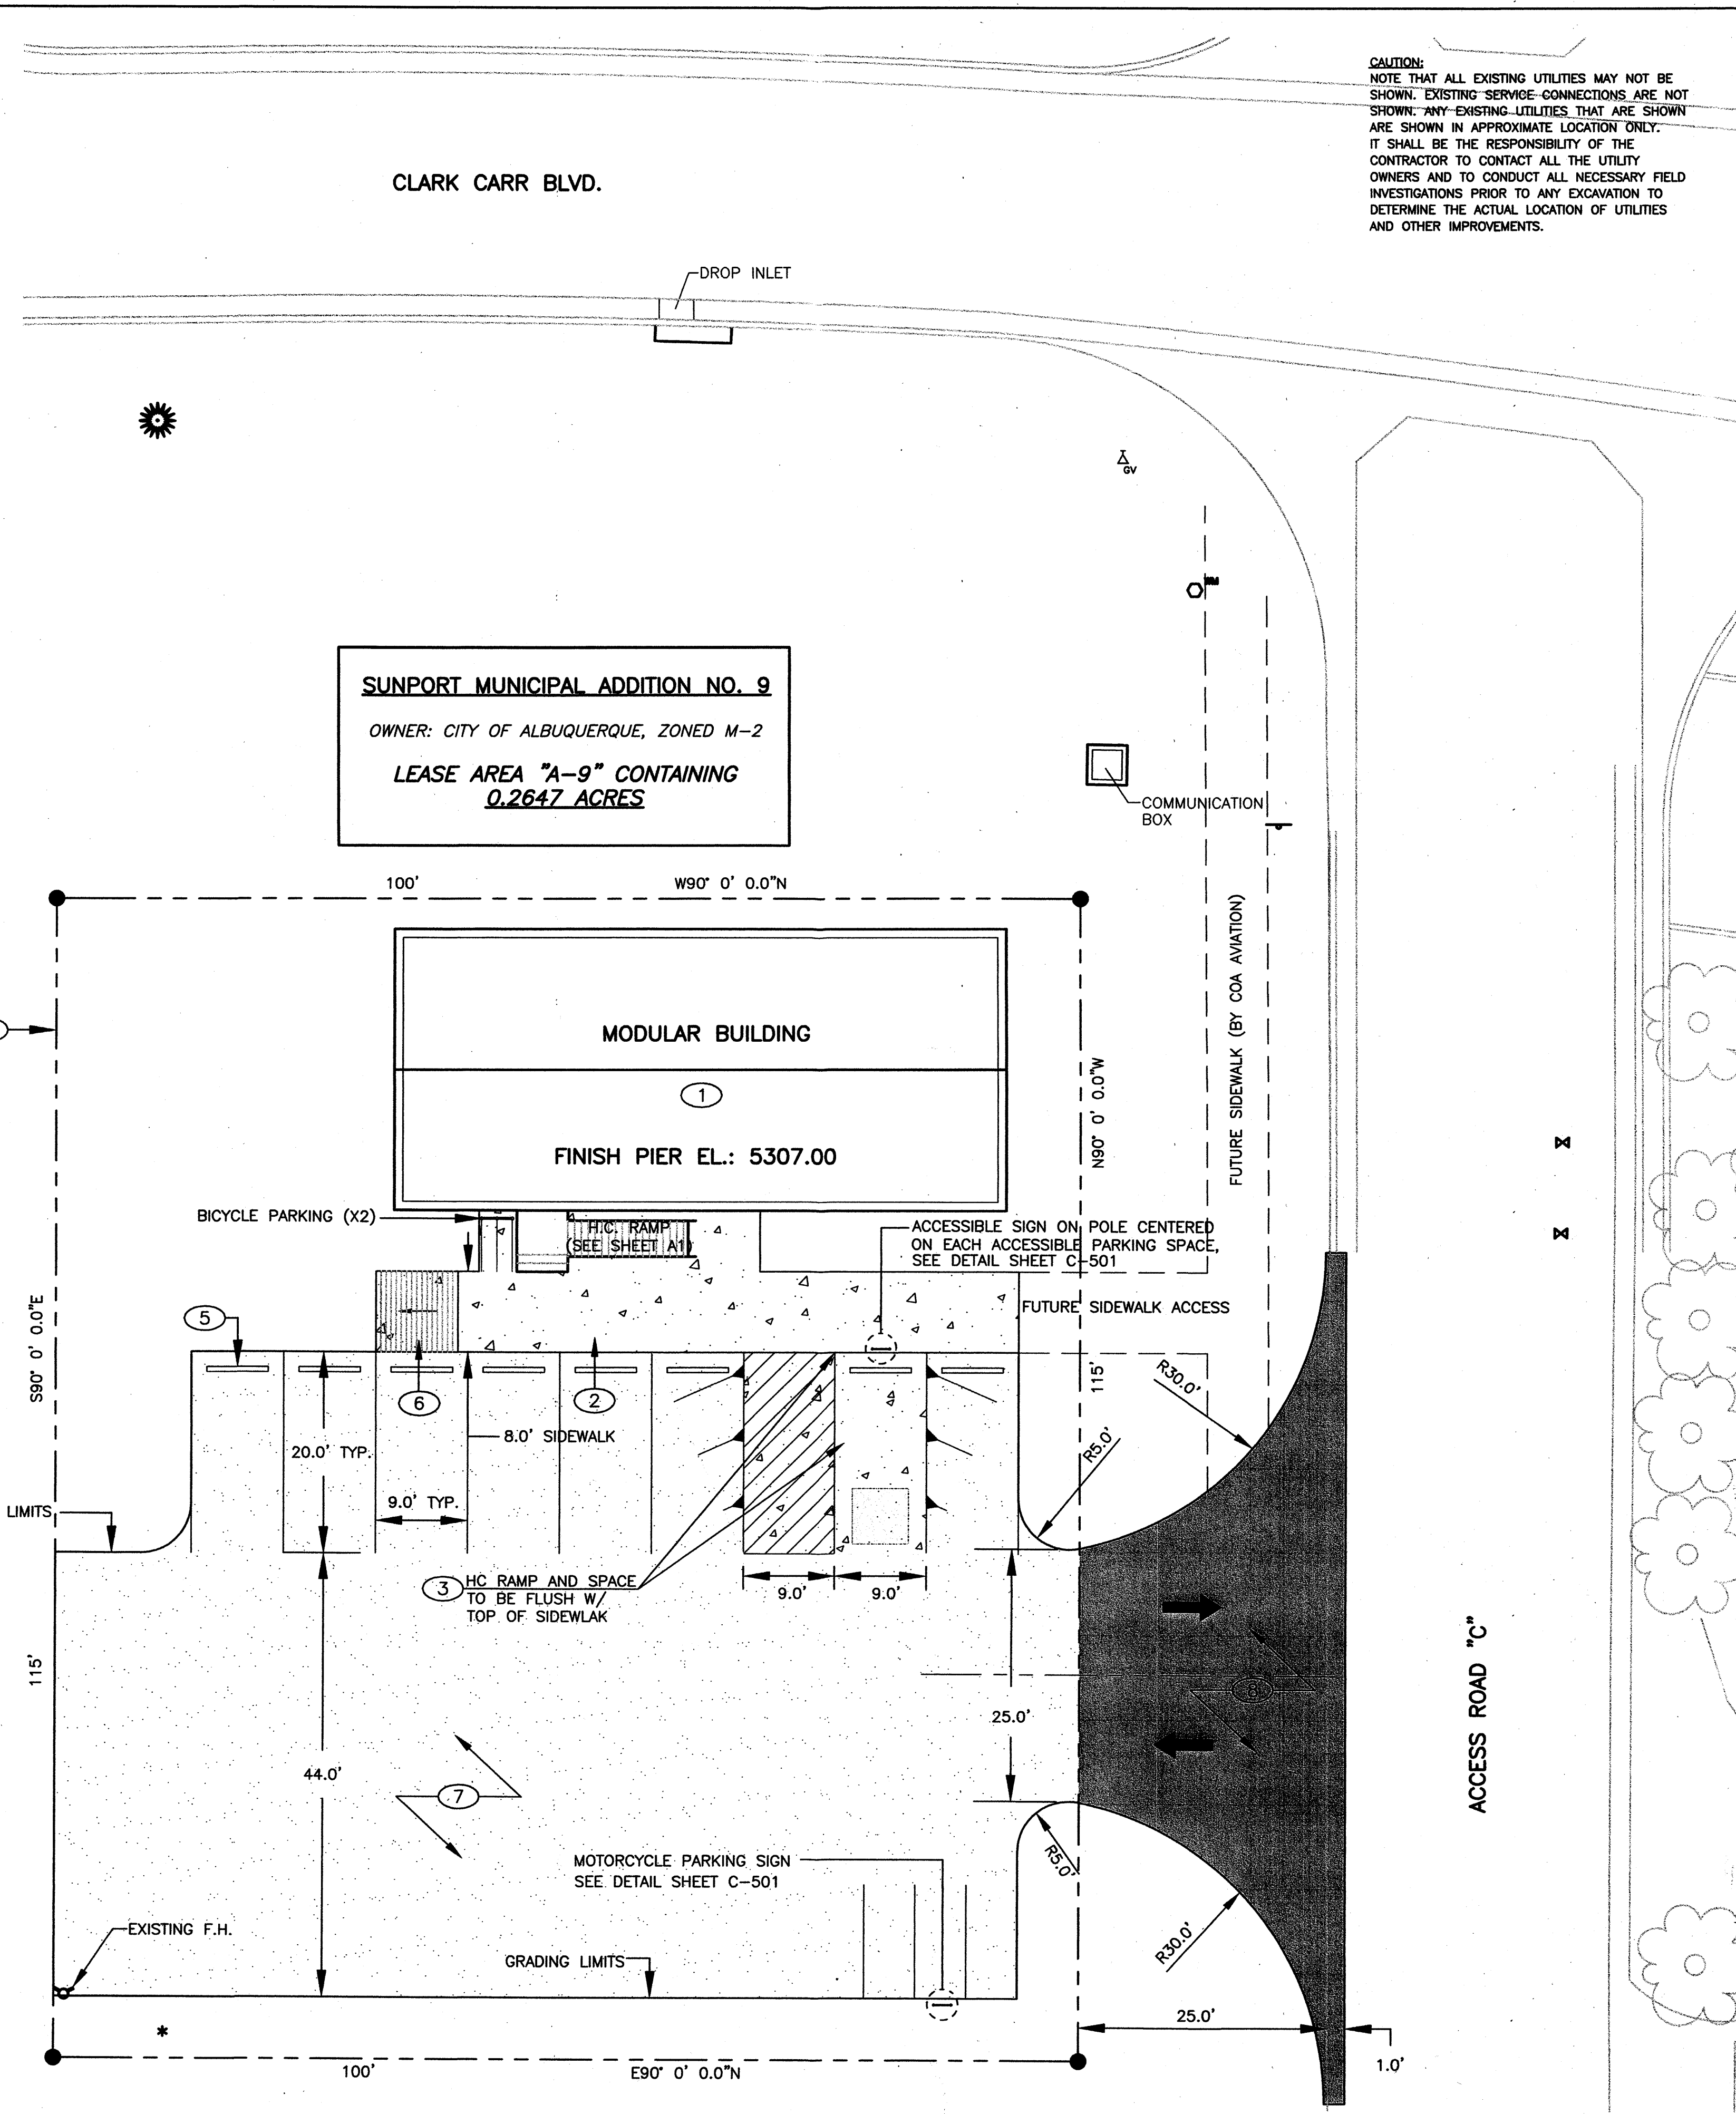 CAUTION:
NOTE THAT ALL EXISTING UTILITIES MAY NOT BE
SHOWN. EXISTING SERVICE CONNECTIONS ARE NOT
SHOWN. ANY EXISTING UTILITIES THAT ARE SHOWN
ARE SHOWN IN APPROXIMATE LOCATION ONLY.
IT SHALL BE THE RESPONSIBILITY OF THE
CONTRACTOR TO CONTACT ALL THE UTILITY
OWNERS AND TO CONDUCT ALL NECESSARY FIELD
INVESTIGATIONS PRIOR TO ANY EXCAVATION TO
DETERMINE THE ACTUAL LOCATION OF UTILITIES
AND OTHER IMPROVEMENTS.
CLARK CARR BLVD.
DROP INLET
GV
WM
SUNPORT MUNICIPAL ADDITION NO. 9
OWNER: CITY OF ALBUQUERQUE, ZONED M-2
LEASE AREA "A-9" CONTAINING
0.2647 ACRES
COMMUNICATION
BOX
100'
W90° 0' 0.0"N
FUTURE SIDEWALK (BY COA AVIATION)
MODULAR BUILDING
1
FINISH PIER EL.: 5307.00
N90° 0' 0.0"W
BICYCLE PARKING (X2)
H.C. RAMP
(SEE SHEET A1)
ACCESSIBLE SIGN ON POLE CENTERED
ON EACH ACCESSIBLE PARKING SPACE,
SEE DETAIL SHEET C-501
FUTURE SIDEWALK ACCESS
S90° 0' 0.0"E
5
6
2
115'
R30.0'
R5.0'
8.0' SIDEWALK
20.0' TYP.
9.0' TYP.
LIMITS
3
HC RAMP AND SPACE
TO BE FLUSH W/
TOP OF SIDEWLAK
9.0'
9.0'
115'
25.0'
8
ACCESS ROAD "C"
44.0'
7
MOTORCYCLE PARKING SIGN
SEE DETAIL SHEET C-501
R5.0'
R30.0'
EXISTING F.H.
GRADING LIMITS
25.0'
1.0'
*
100'
E90° 0' 0.0"N